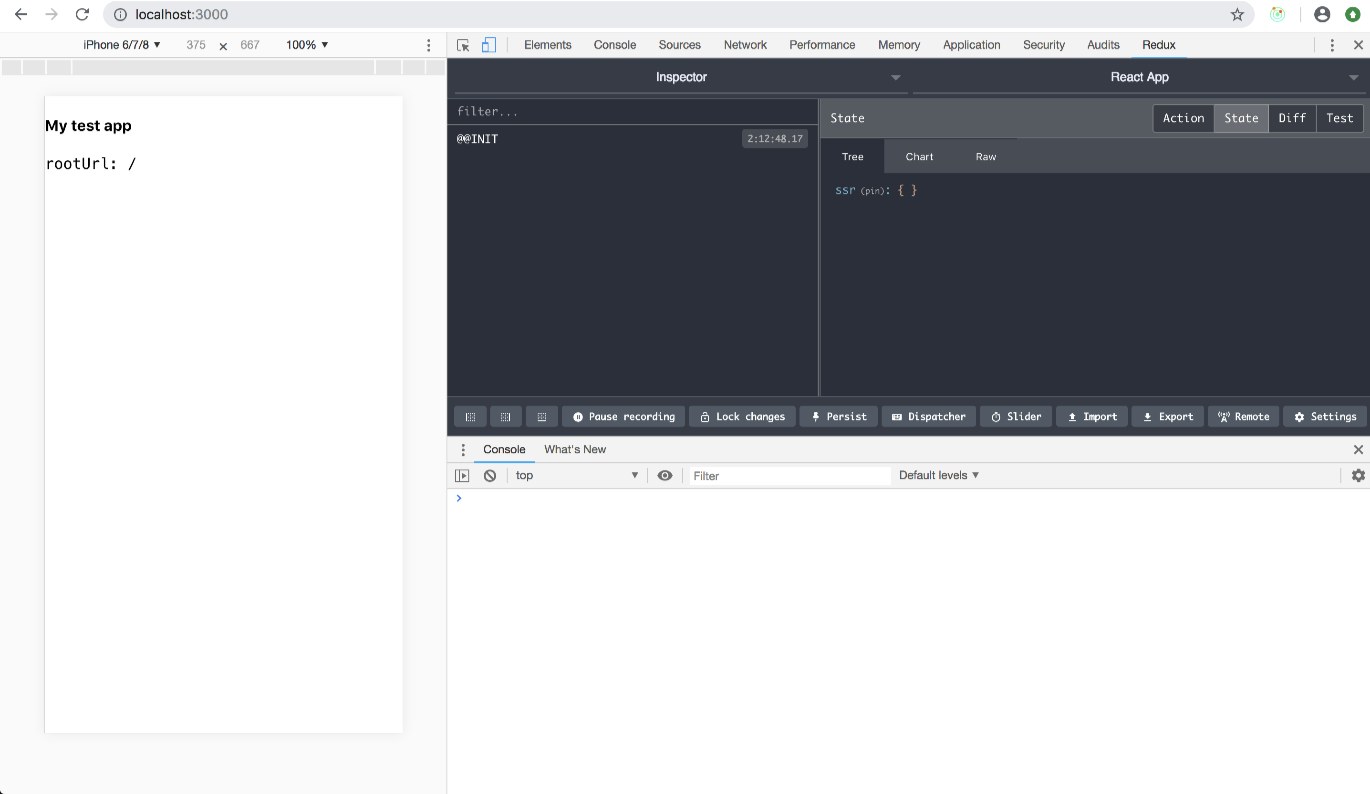 localhost:3000
iPhone 6/7/8 ▼ 375 × 667 100% ▼
Elements Console Sources Network Performance Memory Application Security Audits Redux
Inspector React App
My test app
rootUrl: /
filter...
@@INIT 2:12:48.17
State Action State Diff Test
Tree Chart Raw
ssr (pin): { }
Pause recording Lock changes Persist Dispatcher Slider Import Export Remote Settings
Console What's New
top ▼ Filter Default levels ▼